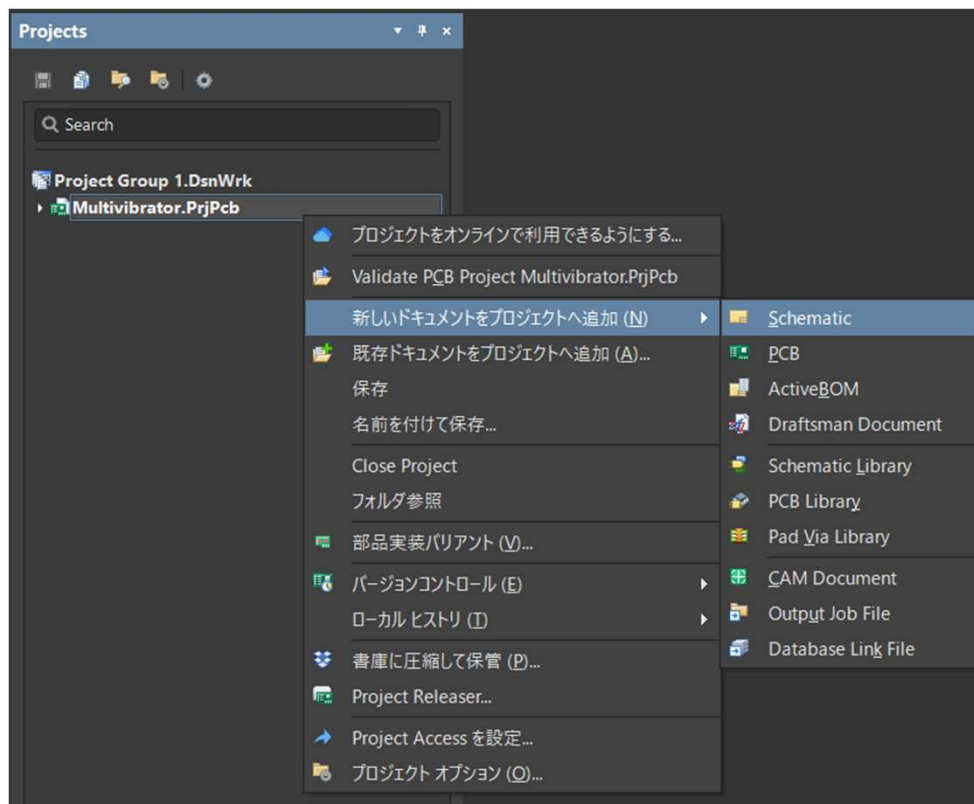 Projects
Search
Project Group 1.DsnWrk
Multivibrator.PrjPcb
プロジェクトをオンラインで利用できるようにする...
Validate PCB Project Multivibrator.PrjPcb
新しいドキュメントをプロジェクトへ追加 (N)
既存ドキュメントをプロジェクトへ追加 (A)...
保存
名前を付けて保存...
Close Project
フォルダ参照
部品実装バリアント (V)...
バージョンコントロール (E)
ローカル ヒストリ (T)
書庫に圧縮して保管 (P)...
Project Releaser...
Project Access を設定...
プロジェクト オプション (O)...
Schematic
PCB
ActiveBOM
Draftsman Document
Schematic Library
PCB Library
Pad Via Library
CAM Document
Output Job File
Database Link File